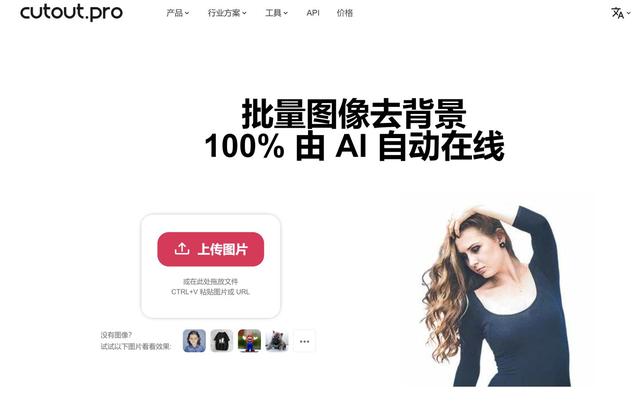 cutout.pro
产品 行业方案 工具 API 价格
批量图像去背景
100% 由 AI 自动在线
上传图片
或在此处拖放文件
CTRL+V 粘贴图片或 URL
没有图像?
试试以下图片看看效果: